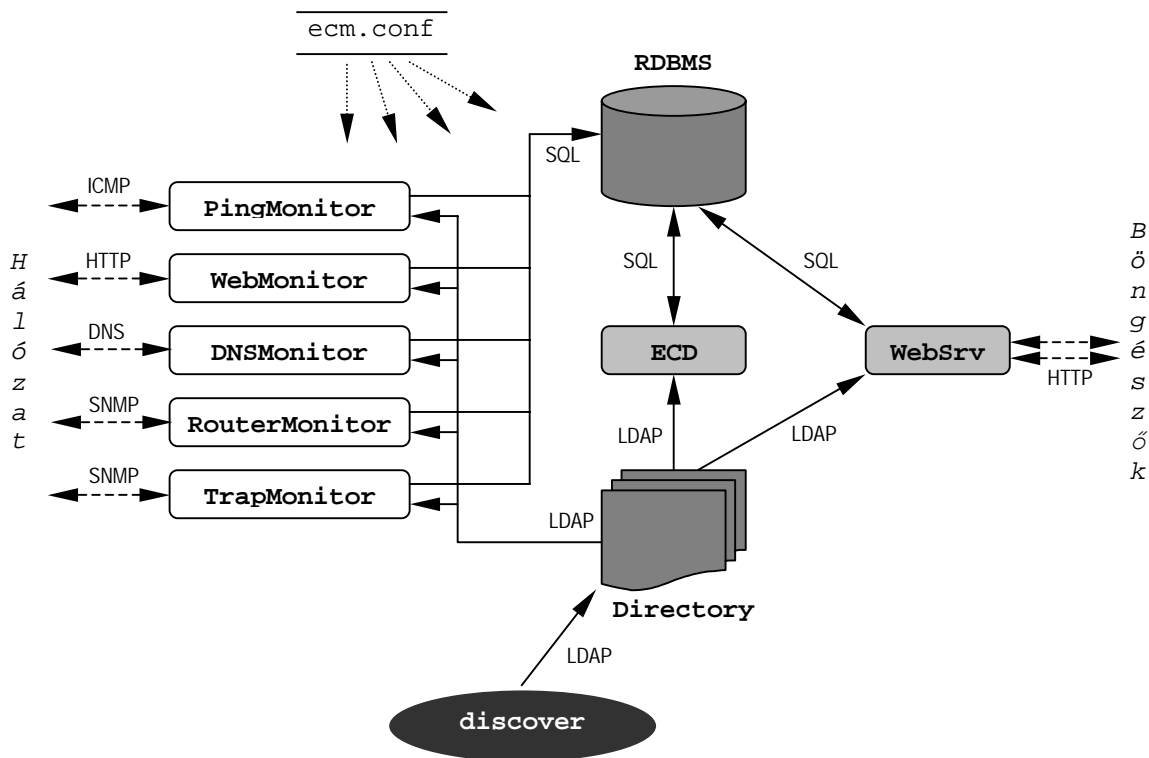 ecm.conf
RDBMS
SQL
ICMP
PingMonitor
HTTP
WebMonitor
DNS
DNSMonitor
SNMP
RouterMonitor
SNMP
TrapMonitor
Hálózat
SQL
SQL
ECD
WebSrv
HTTP
Böngészők
LDAP
LDAP
LDAP
Directory
LDAP
discover